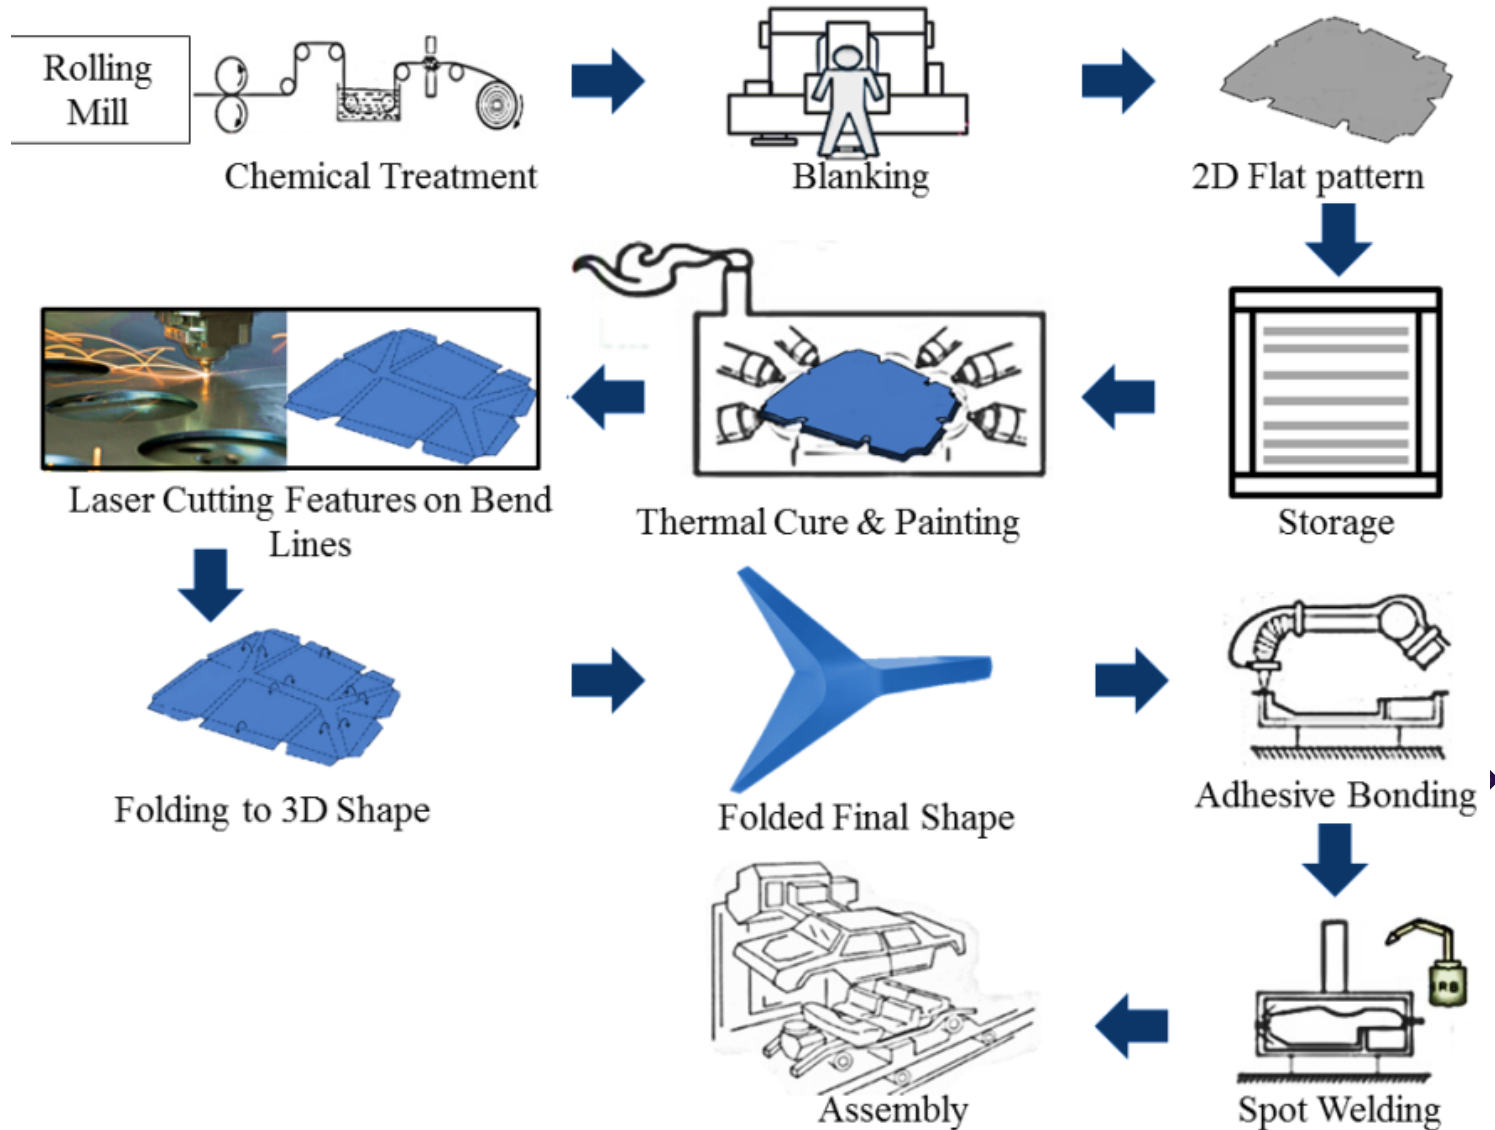 Rolling
Mill
Chemical Treatment
Blanking
2D Flat pattern
Laser Cutting Features on Bend
Lines
Thermal Cure & Painting
Storage
Folding to 3D Shape
Folded Final Shape
Adhesive Bonding
Assembly
IRB
Spot Welding